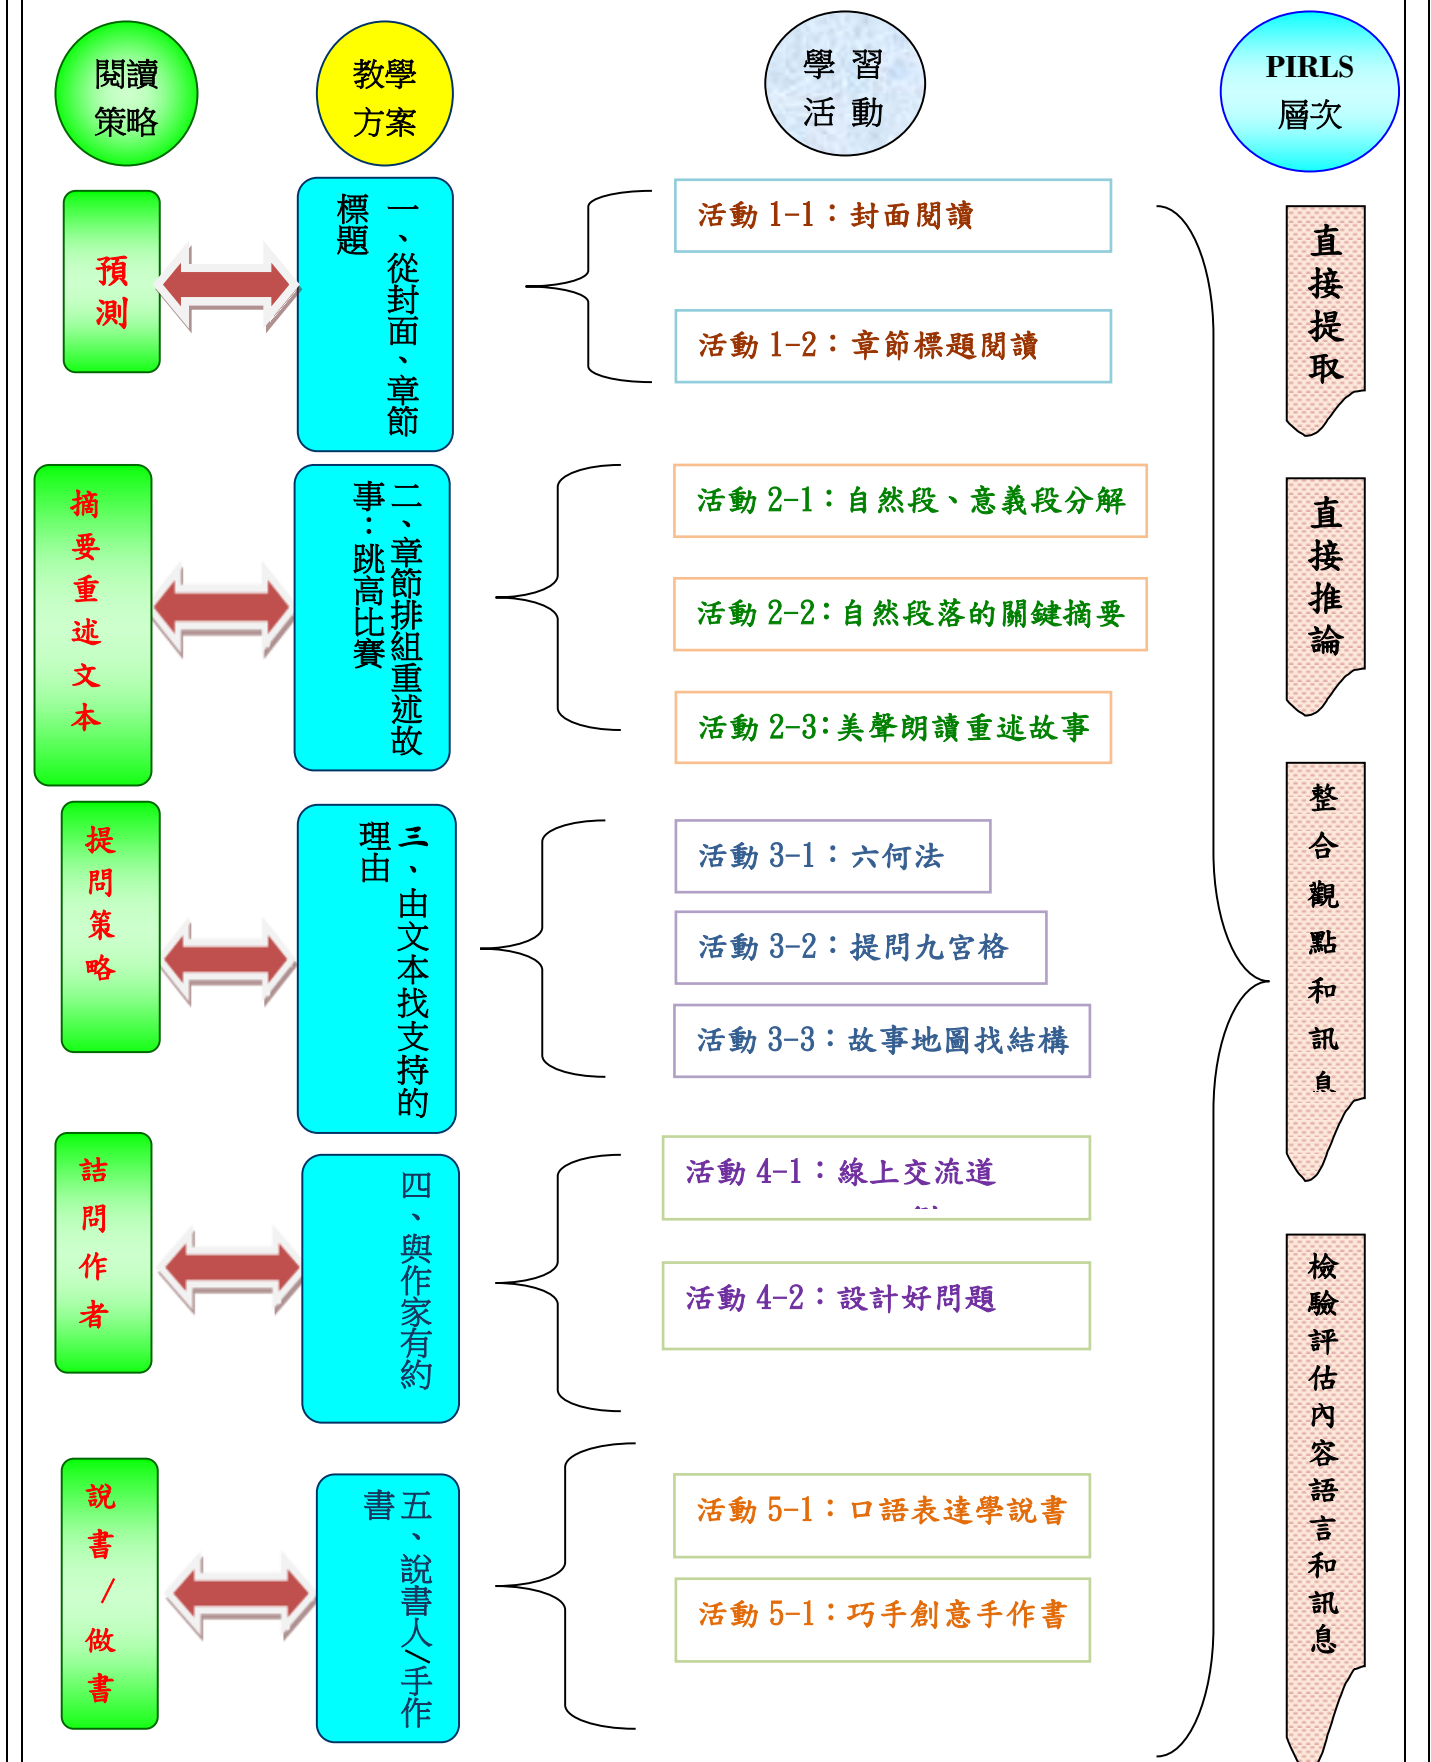 閱讀
策略
教學
方案
學 習
活 動
PIRLS
層次
預測
一、從封面、章節
標題
活動 1-1：封面閱讀
活動 1-2：章節標題閱讀
直接提取
摘要重述文本
二、章節排組重述故
事：跳高比賽
活動 2-1：自然段、意義段分解
活動 2-2：自然段落的關鍵摘要
活動 2-3：美聲朗讀重述故事
直接推論
提問策略
三、由文本找支持的
理由
活動 3-1：六何法
活動 3-2：提問九宮格
活動 3-3：故事地圖找結構
整合觀點和訊息
詰問作者
四、與作家有約
活動 4-1：線上交流道
活動 4-2：設計好問題
檢驗評估內容語言和訊息
說書/做書
五、說書人/手作
書
活動 5-1：口語表達學說書
活動 5-1：巧手創意手作書